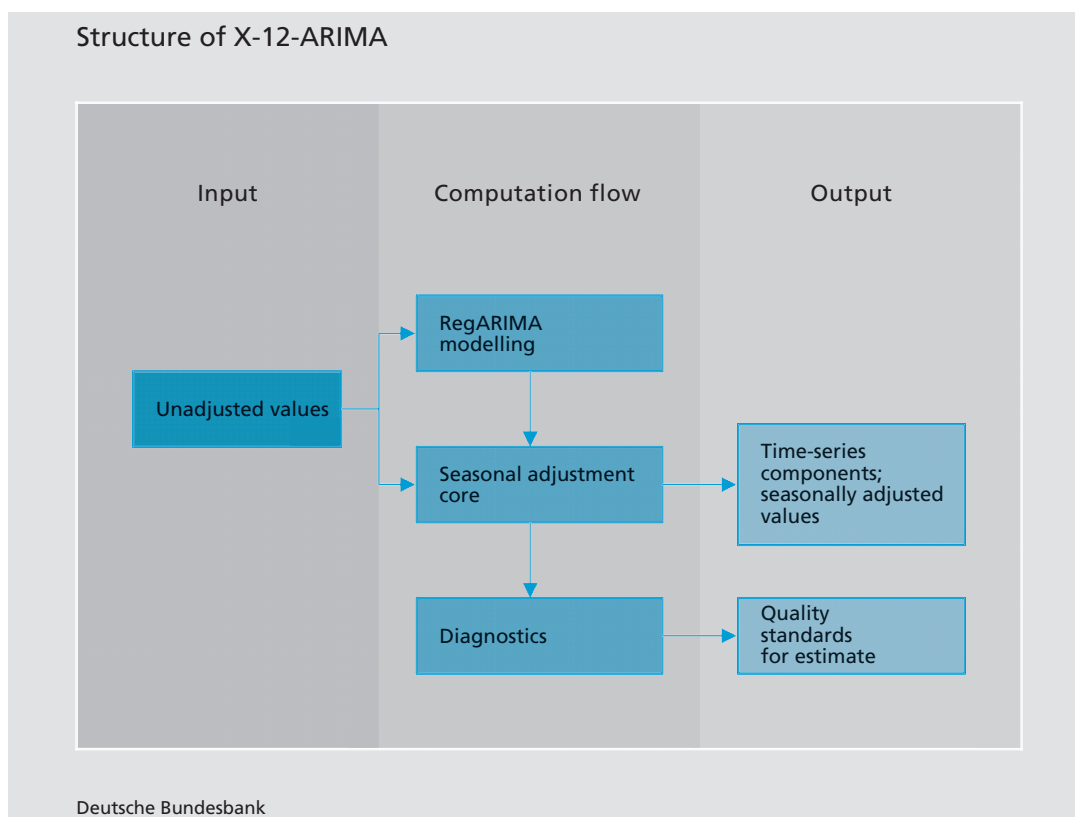 Structure of X-12-ARIMA
Input
Computation flow
Output
RegARIMA
modelling
Unadjusted values
Seasonal adjustment
core
Time-series
components;
seasonally adjusted
values
Diagnostics
Quality
standards
for estimate
Deutsche Bundesbank